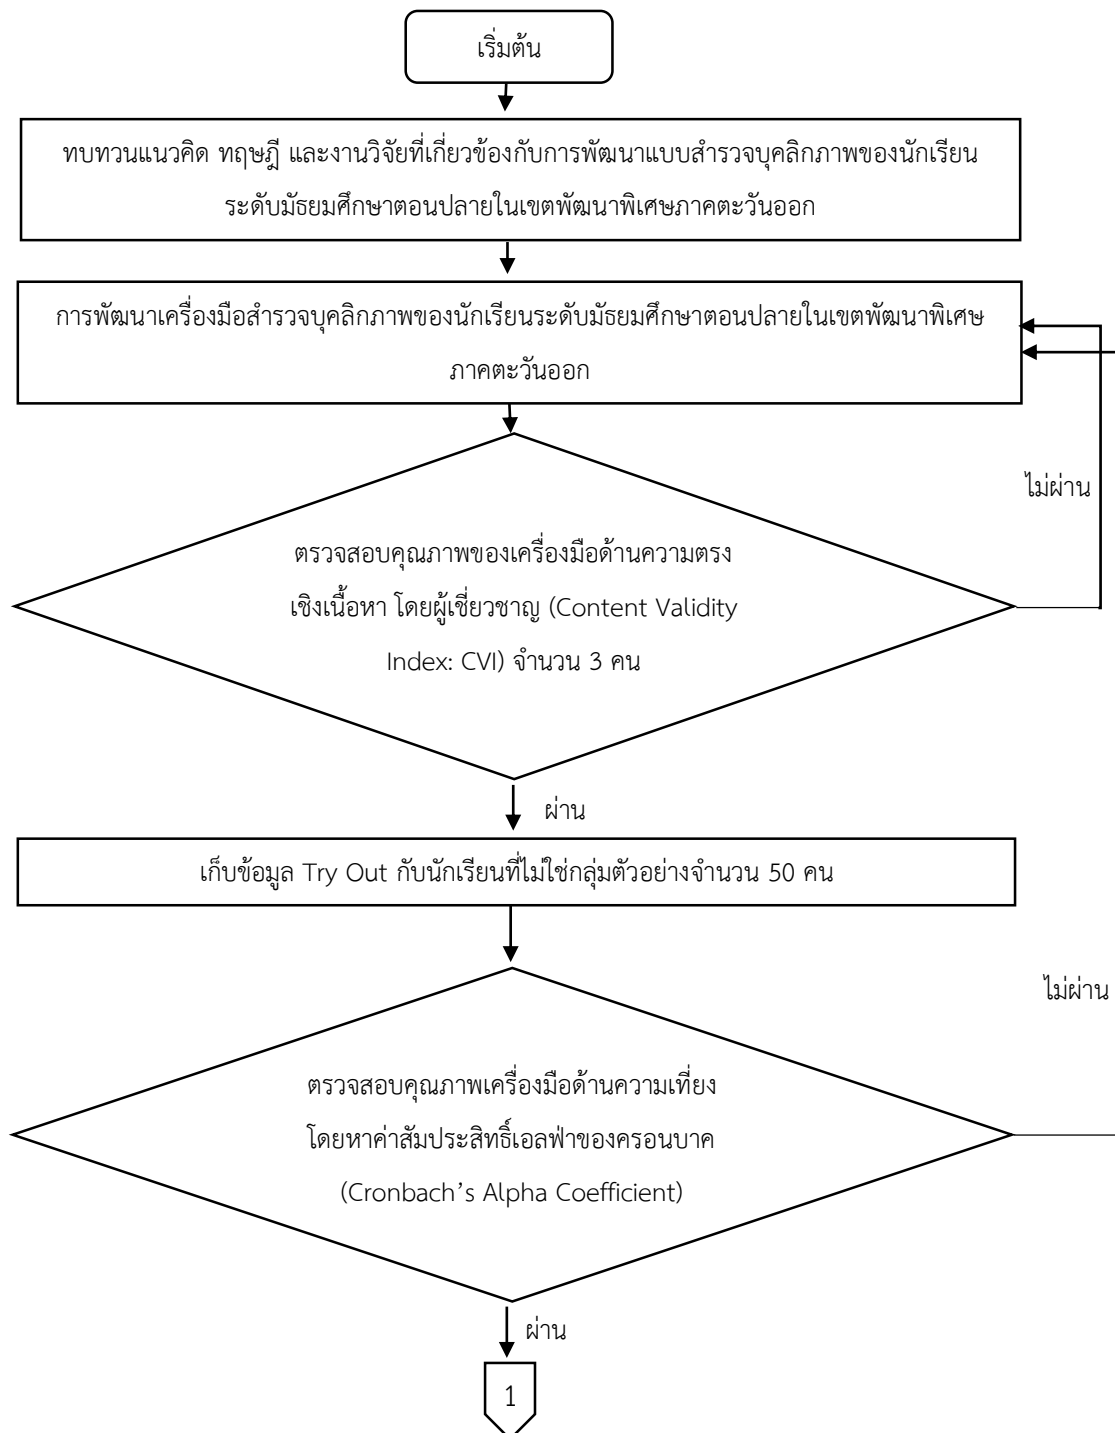 เริ่มต้น
ทบทวนแนวคิด ทฤษฎี และงานวิจัยที่เกี่ยวข้องกับการพัฒนาแบบสำรวจบุคลิกภาพของนักเรียน
ระดับมัธยมศึกษาตอนปลายในเขตพัฒนาพิเศษภาคตะวันออก
การพัฒนาเครื่องมือสำรวจบุคลิกภาพของนักเรียนระดับมัธยมศึกษาตอนปลายในเขตพัฒนาพิเศษ
ภาคตะวันออก
ไม่ผ่าน
ตรวจสอบคุณภาพของเครื่องมือด้านความตรง
เชิงเนื้อหา โดยผู้เชี่ยวชาญ (Content Validity
Index: CVI) จำนวน 3 คน
ผ่าน
เก็บข้อมูล Try Out กับนักเรียนที่ไม่ใช่กลุ่มตัวอย่างจำนวน 50 คน
ไม่ผ่าน
ตรวจสอบคุณภาพเครื่องมือด้านความเที่ยง
โดยหาค่าสัมประสิทธิ์เอลฟ่าของครอนบาค
(Cronbach’s Alpha Coefficient)
ผ่าน
1